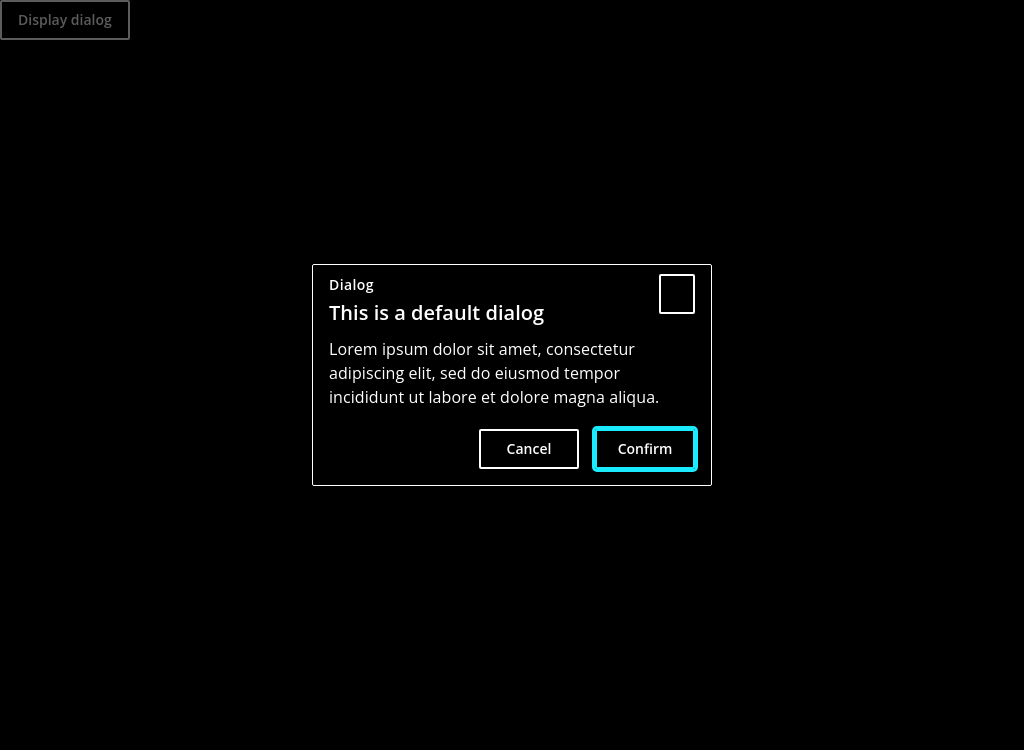 Display dialog
Dialog
This is a default dialog
Lorem ipsum dolor sit amet, consectetur
adipiscing elit, sed do eiusmod tempor
incididunt ut labore et dolore magna aliqua.
Cancel
Confirm